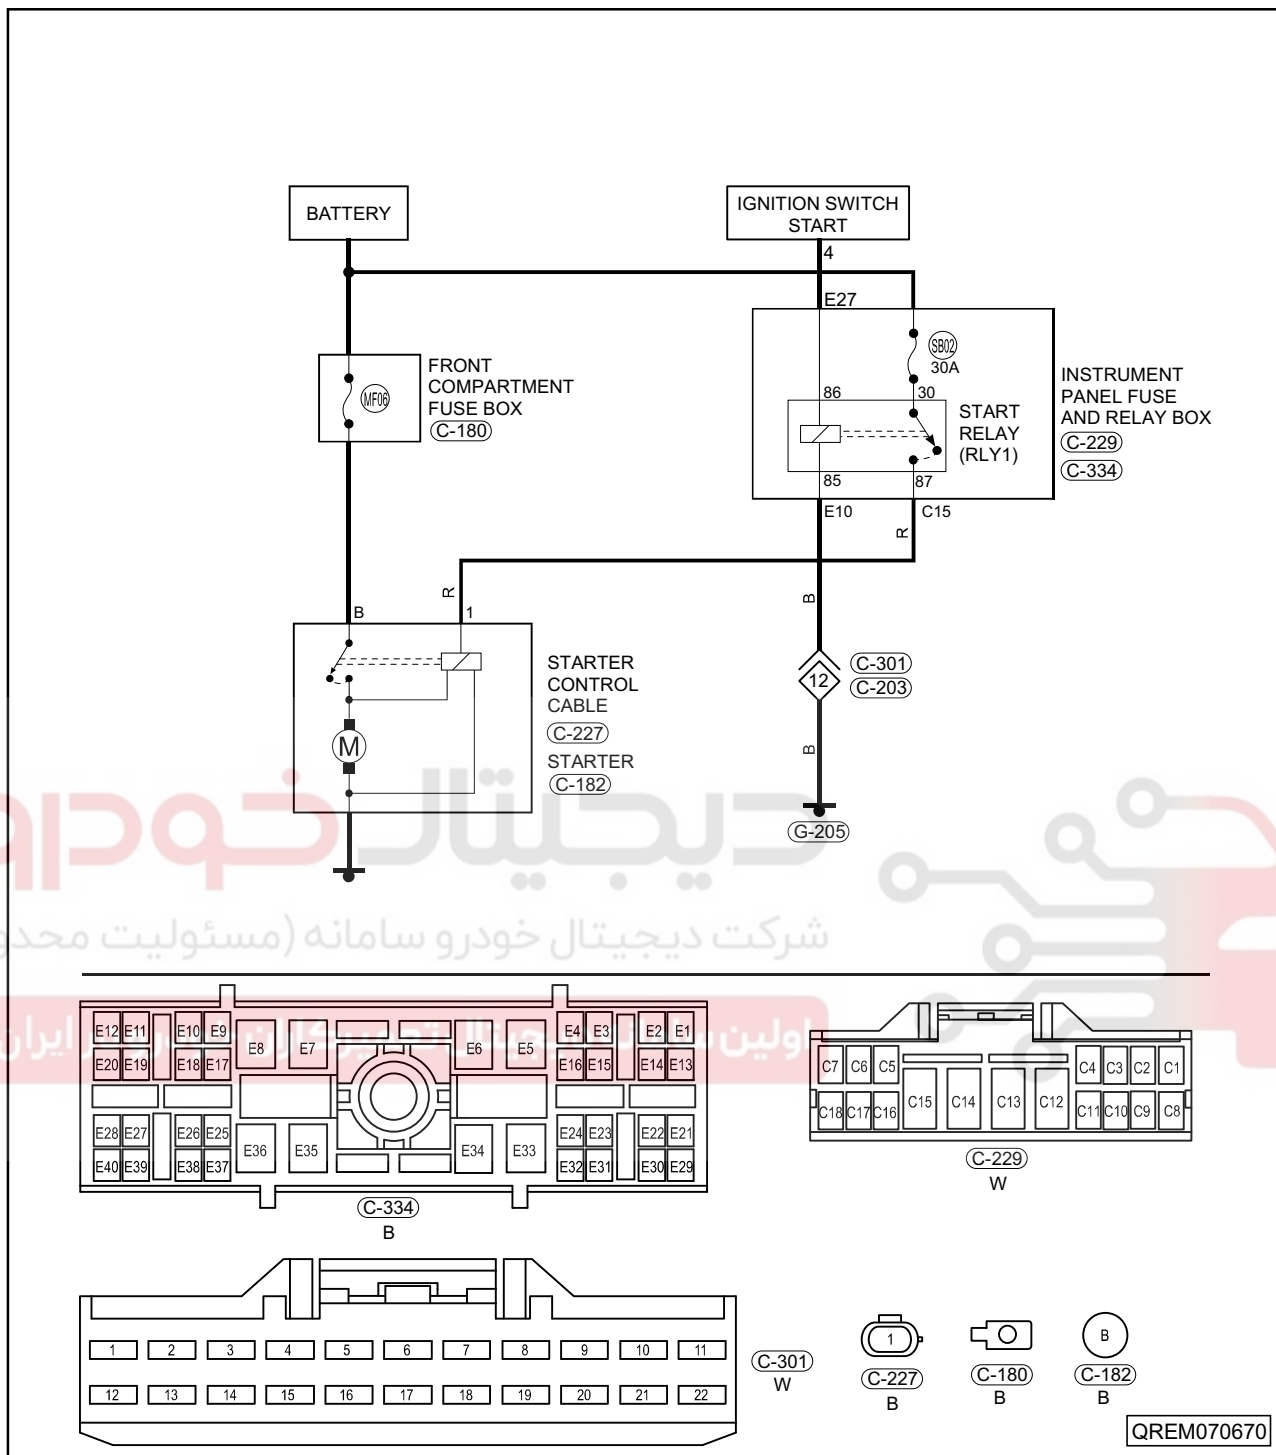 BATTERY
IGNITION SWITCH
START
4
E27
SB02
30A
FRONT
COMPARTMENT
FUSE BOX
C-180
MF06
86
30
START
RELAY
(RLY1)
INSTRUMENT
PANEL FUSE
AND RELAY BOX
C-229
C-334
85
87
E10
C15
R
R
B
B
1
STARTER
CONTROL
CABLE
C-227
STARTER
C-182
M
12
C-301
C-203
B
G-205
دیجیتال خودرو
شرکت دیجیتال خودرو سامانه (مسئولیت محدو
E12 E11 E10 E9 E8 E7 E6 E5 E4 E3 E2 E1
E20 E19 E18 E17 E16 E15 E14 E13
E28 E27 E26 E25 E36 E35 E34 E33 E24 E23 E22 E21
E40 E39 E38 E37 E32 E31 E30 E29
C-334
B
C7 C6 C5 C4 C3 C2 C1
C18 C17 C16 C15 C14 C13 C12 C11 C10 C9 C8
C-229
W
1 2 3 4 5 6 7 8 9 10 11
12 13 14 15 16 17 18 19 20 21 22
C-301
W
1
C-227
B
C-180
B
B
C-182
B
QREM070670